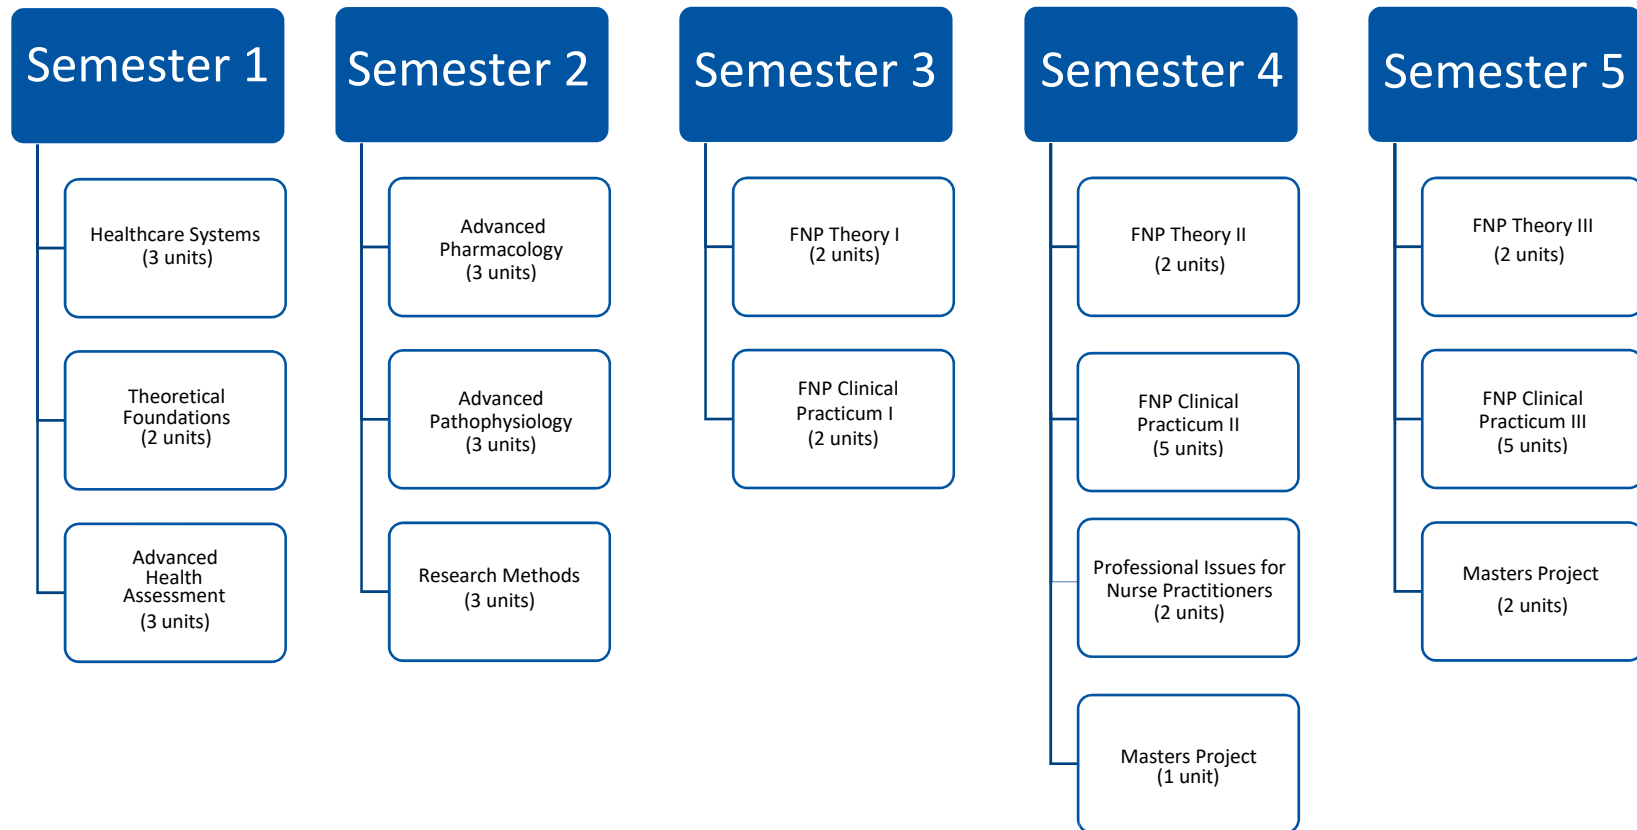 Semester 1
Healthcare Systems
(3 units)
Theoretical
Foundations
(2 units)
Advanced
Health
Assessment
(3 units)
Semester 2
Advanced
Pharmacology
(3 units)
Advanced
Pathophysiology
(3 units)
Research Methods
(3 units)
Semester 3
FNP Theory I
(2 units)
FNP Clinical
Practicum I
(2 units)
Semester 4
FNP Theory II
(2 units)
FNP Clinical
Practicum II
(5 units)
Professional Issues for
Nurse Practitioners
(2 units)
Masters Project
(1 unit)
Semester 5
FNP Theory III
(2 units)
FNP Clinical
Practicum III
(5 units)
Masters Project
(2 units)